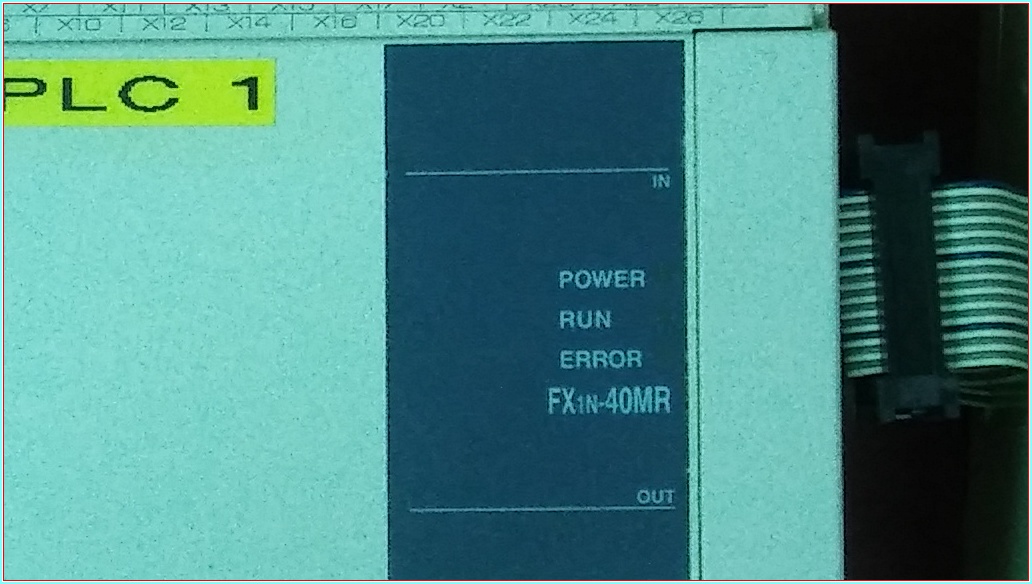 X10 X12 X14 X16 X20 X22 X24 X26
PLC 1
IN
POWER
RUN
ERROR
FX1N-40MR
OUT